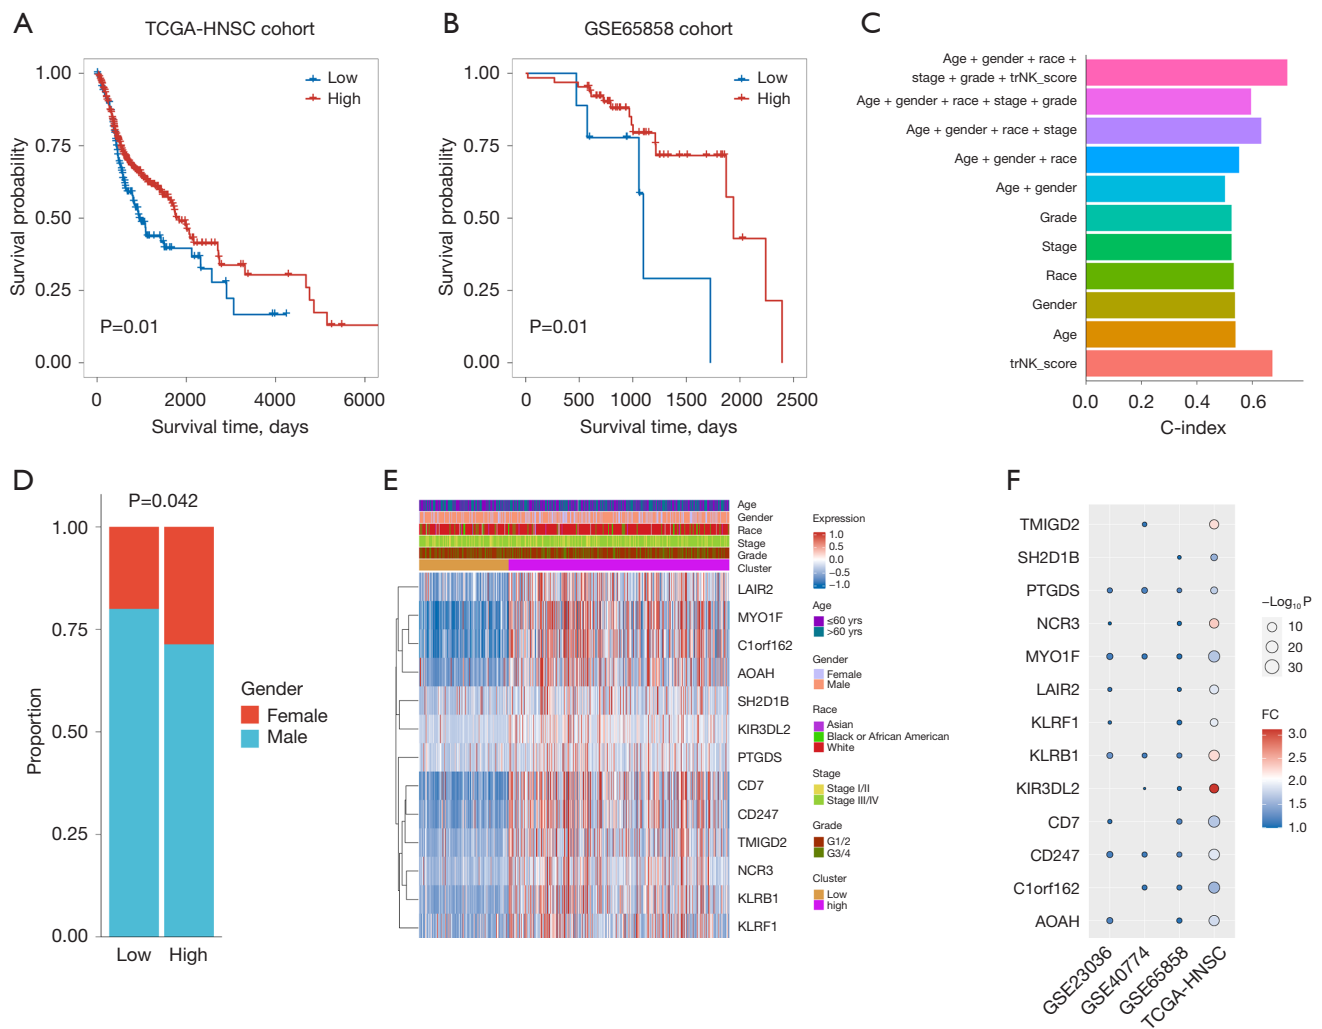 A
TCGA-HNSC cohort
Survival probability
1.00
0.75
0.50
0.25
0.00
Low
High
P=0.01
0
2000
4000
6000
Survival time, days
B
GSE65858 cohort
Survival probability
1.00
0.75
0.50
0.25
0.00
Low
High
P=0.01
0
500
1000
1500
2000
2500
Survival time, days
C
Age + gender + race +
stage + grade + trNK_score
Age + gender + race + stage + grade
Age + gender + race + stage
Age + gender + race
Age + gender
Grade
Stage
Race
Gender
Age
trNK_score
0.0
0.2
0.4
0.6
C-index
D
P=0.042
Proportion
1.00
0.75
0.50
0.25
0.00
Low
High
Gender
Female
Male
E
Age
Gender
Race
Stage
Grade
Cluster
LAIR2
MYO1F
C1orf162
AOAH
SH2D1B
KIR3DL2
PTGDS
CD7
CD247
TMIGD2
NCR3
KLRB1
KLRF1
Expression
1.0
0.5
0.0
−0.5
−1.0
Age
≤60 yrs
>60 yrs
Gender
Female
Male
Race
Asian
Black or African American
White
Stage
Stage I/II
Stage III/IV
Grade
G1/2
G3/4
Cluster
Low
high
F
TMIGD2
SH2D1B
PTGDS
NCR3
MYO1F
LAIR2
KLRF1
KLRB1
KIR3DL2
CD7
CD247
C1orf162
AOAH
GSE23036
GSE40774
GSE65858
TCGA-HNSC
−Log10 P
10
20
30
FC
3.0
2.5
2.0
1.5
1.0